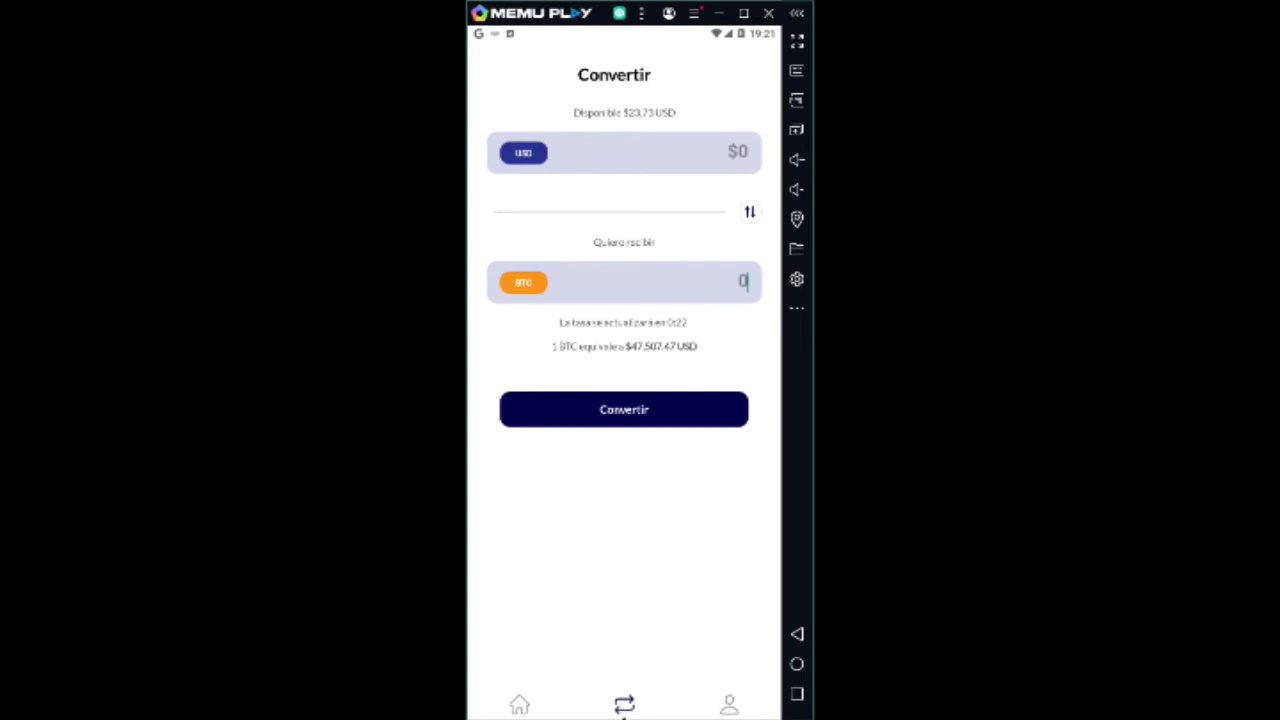 MEMU PLAY
19:21
Convertir
Disponible $23.73 USD
USD
$0
Quiero recibir
BTC
0
La tasa se actualizará en 0:22
1 BTC equivale a $47,507.47 USD
Convertir